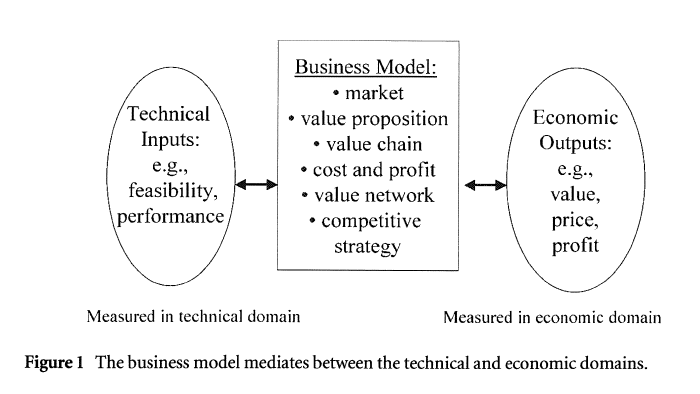 Technical
Inputs:
e.g.,
feasibility,
performance
Business Model:
• market
• value proposition
• value chain
• cost and profit
• value network
• competitive
strategy
Economic
Outputs:
e.g.,
value,
price,
profit
Measured in technical domain
Measured in economic domain
Figure 1 The business model mediates between the technical and economic domains.